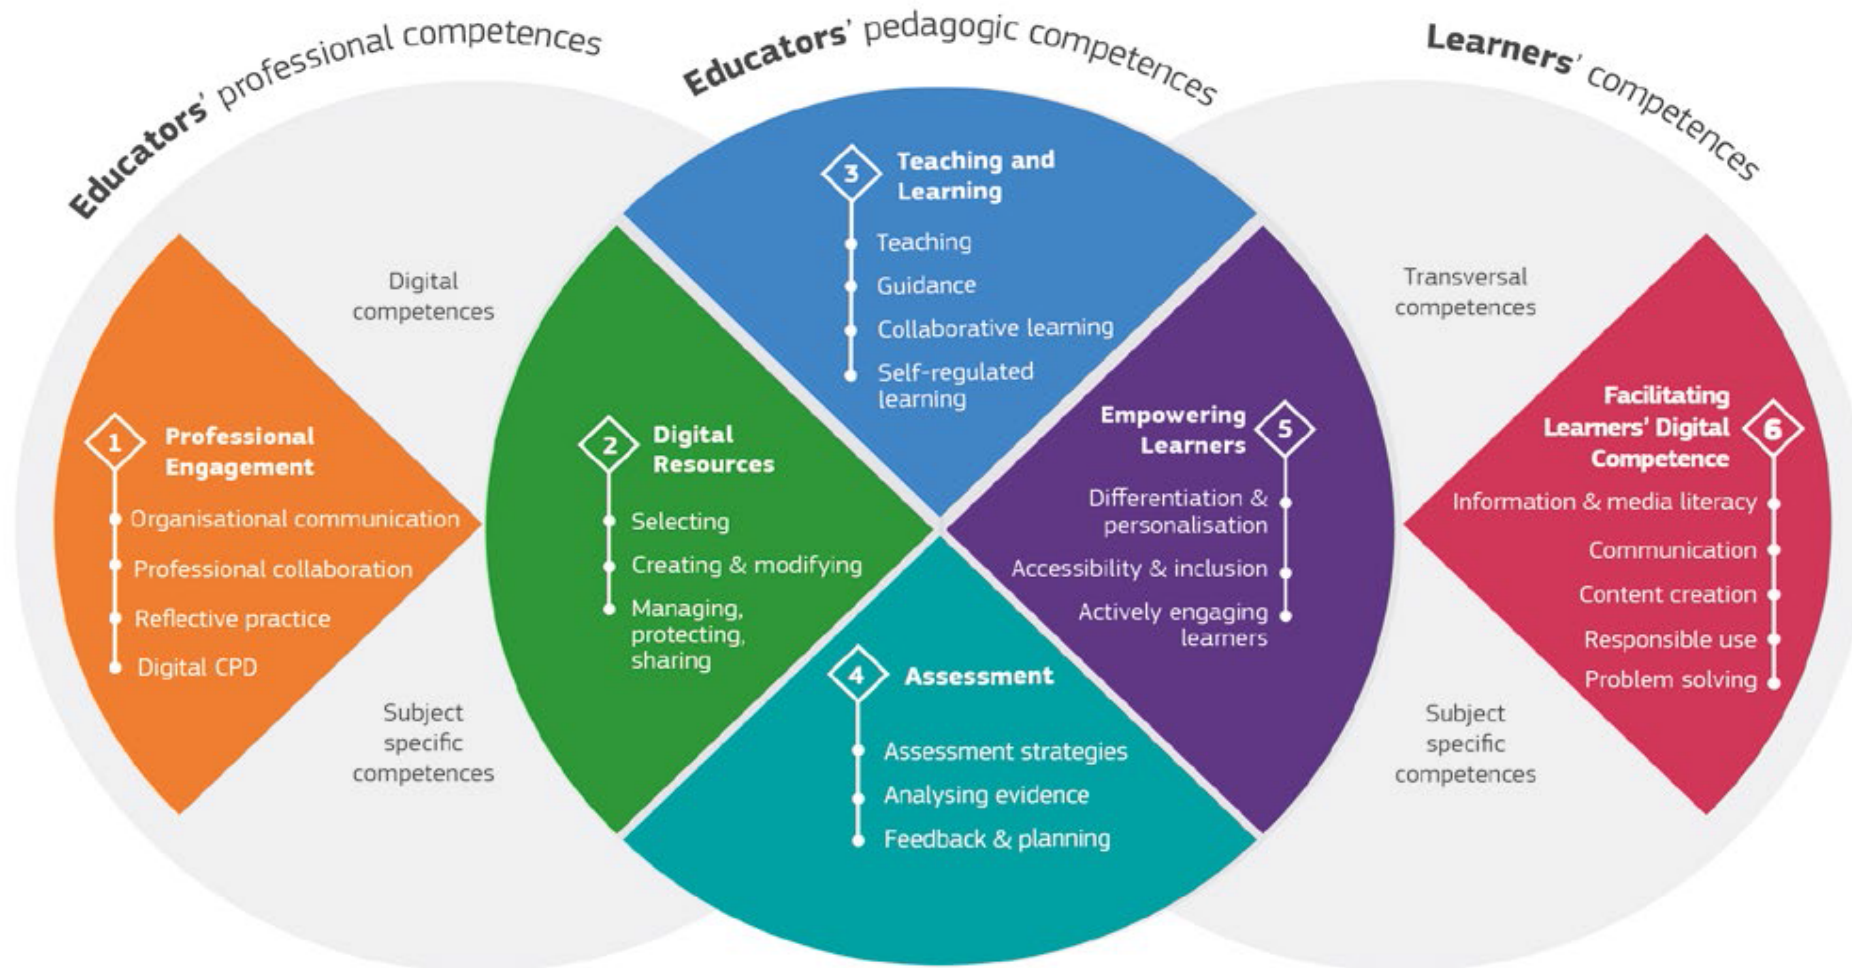 Educators' professional competences
Educators' pedagogic competences
Learners' competences
Digital
competences
Subject
specific
competences
1
Professional
Engagement
Organisational communication
Professional collaboration
Reflective practice
Digital CPD
2
Digital
Resources
Selecting
Creating & modifying
Managing,
protecting,
sharing
3
Teaching and
Learning
Teaching
Guidance
Collaborative learning
Self-regulated
learning
4
Assessment
Assessment strategies
Analysing evidence
Feedback & planning
5
Empowering
Learners
Differentiation &
personalisation
Accessibility & inclusion
Actively engaging
learners
Transversal
competences
Subject
specific
competences
6
Facilitating
Learners' Digital
Competence
Information & media literacy
Communication
Content creation
Responsible use
Problem solving